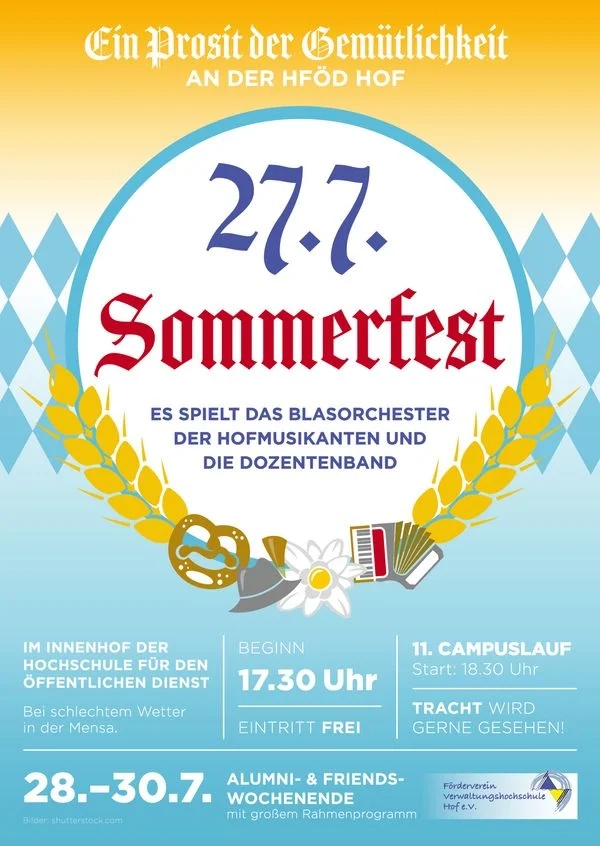 Ein Prosit der Gemütlichkeit
AN DER HFÖD HOF
27.7.
Sommerfest
ES SPIELT DAS BLASORCHESTER
DER HOFMUSIKANTEN UND
DIE DOZENTENBAND
IM INNENHOF DER
HOCHSCHULE FÜR DEN
ÖFFENTLICHEN DIENST
Bei schlechtem Wetter
in der Mensa.
BEGINN
17.30 Uhr
EINTRITT FREI
11. CAMPUSLAUF
Start: 18.30 Uhr
TRACHT WIRD
GERNE GESEHEN!
28.–30.7.
ALUMNI- & FRIENDS-
WOCHENENDE
mit großem Rahmenprogramm
Bilder: shutterstock.com
Förderverein
Verwaltungshochschule
Hof e.V.